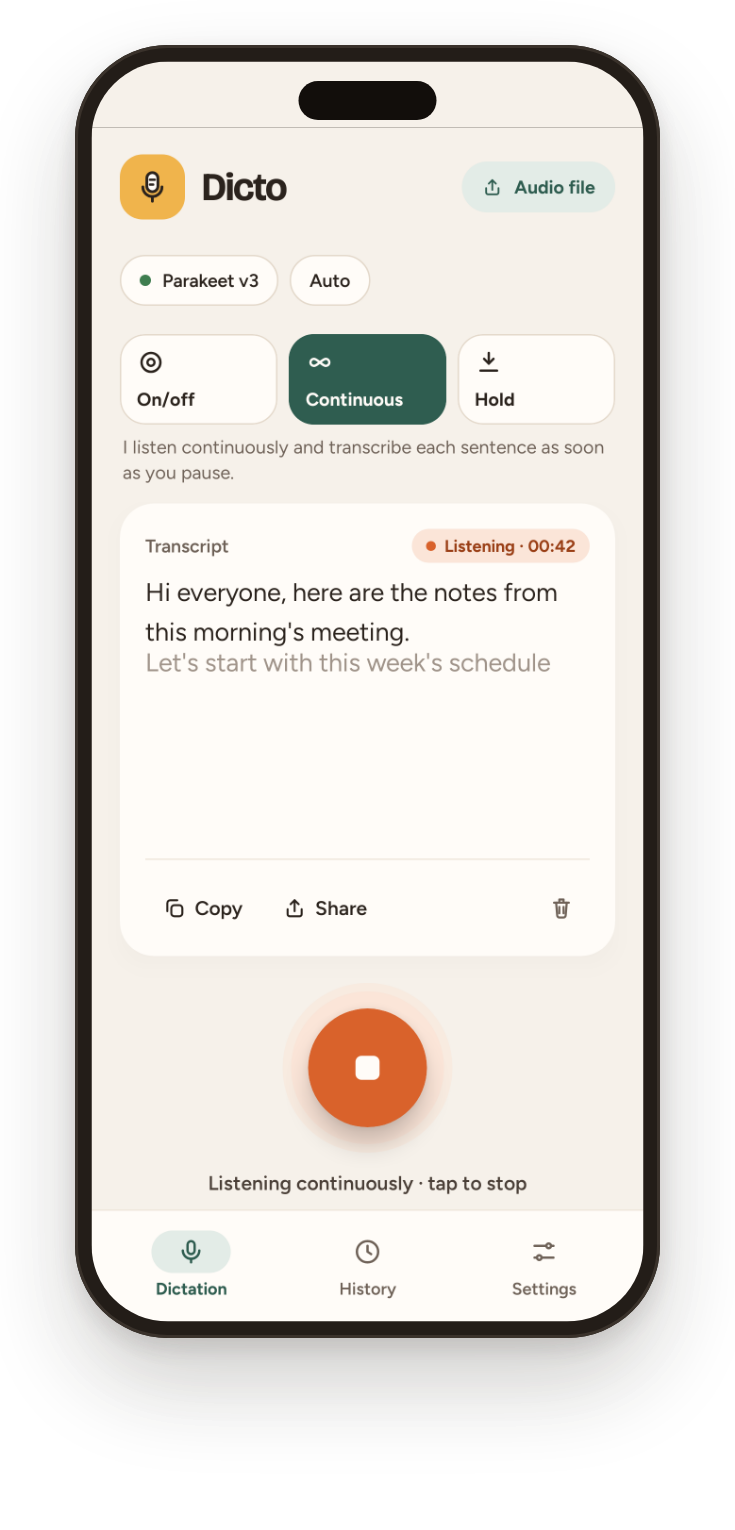 Dicto
Audio file
Parakeet v3
Auto
On/off
Continuous
Hold
I listen continuously and transcribe each sentence as soon
as you pause.
Transcript
Listening · 00:42
Hi everyone, here are the notes from
this morning's meeting.
Let's start with this week's schedule
Copy
Share
Listening continuously · tap to stop
Dictation
History
Settings